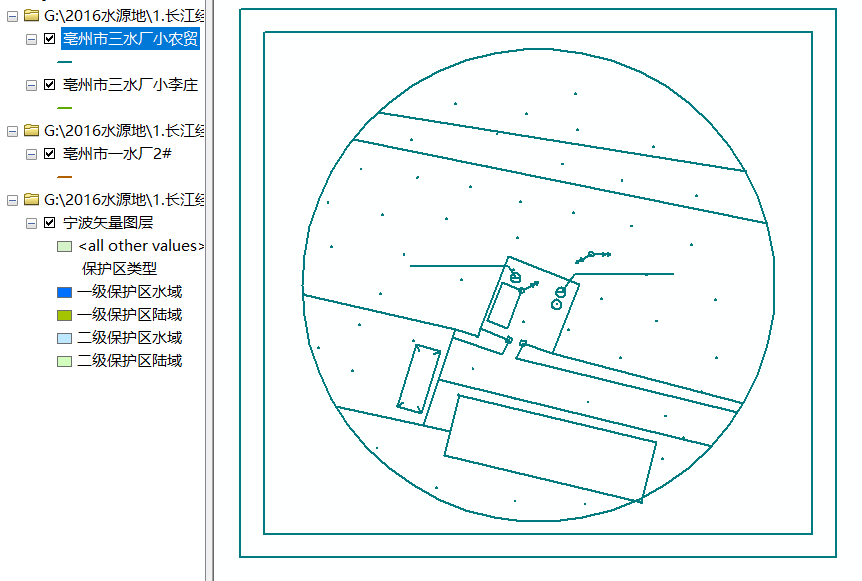 G:\2016水源地\1.长江经
亳州市三水厂小农贸
亳州市三水厂小李庄
G:\2016水源地\1.长江经
亳州市一水厂2#
G:\2016水源地\1.长江经
宁波矢量图层
<all other values>
保护区类型
一级保护区水域
一级保护区陆域
二级保护区水域
二级保护区陆域